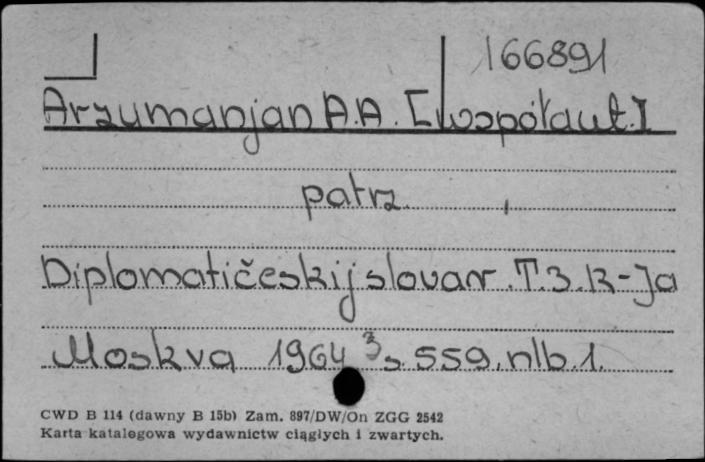 166891
Arzumanjan A.A. [współaut.]
patrz
Diplomatičeskij slovar. T.3. K-Ja
Moskva 1964 3 s 559, nlb. 1.
CWD B 114 (dawny B 15b) Zam. 897/DW/On ZGG 2542
Karta katalogowa wydawnictw ciągłych i zwartych.